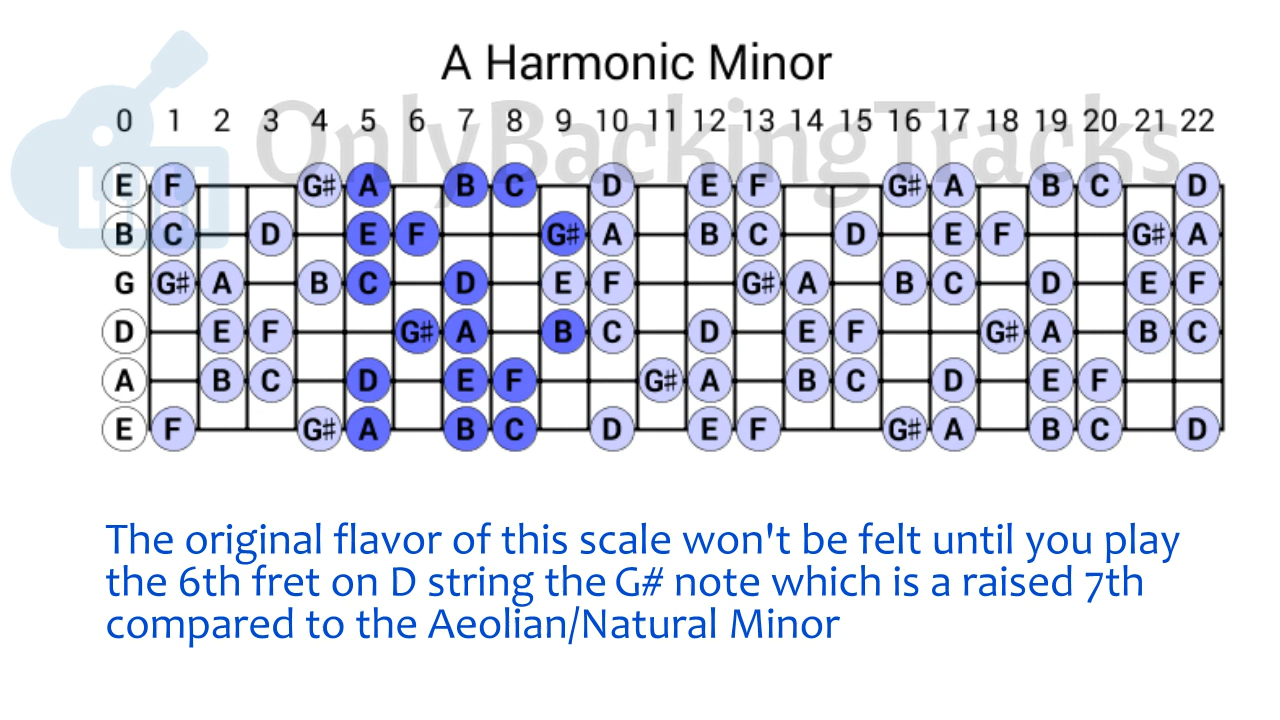 A Harmonic Minor
OnlyBackingTracks
0 1 2 3 4 5 6 7 8 9 10 11 12 13 14 15 16 17 18 19 20 21 22
E F G# A B C D E F G# A B C D
B C D E F G# A B C D E F G# A
G G# A B C D E F G# A B C D E F
D E F G# A B C D E F G# A B C
A B C D E F G# A B C D E F
E F G# A B C D E F G# A B C D
The original flavor of this scale won't be felt until you play
the 6th fret on D string the G# note which is a raised 7th
compared to the Aeolian/Natural Minor